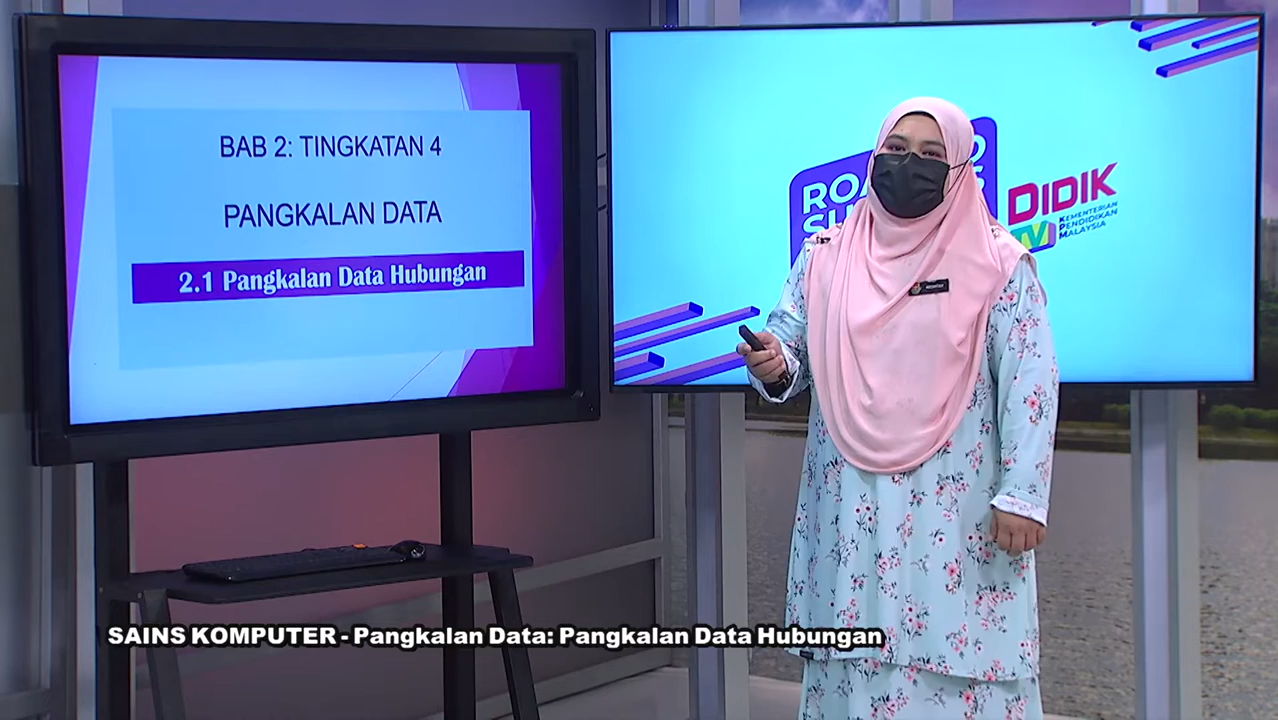 BAB 2: TINGKATAN 4
PANGKALAN DATA
2.1 Pangkalan Data Hubungan
DIDIK
TV
KEMENTERIAN
PENDIDIKAN
MALAYSIA
SAINS KOMPUTER - Pangkalan Data: Pangkalan Data Hubungan